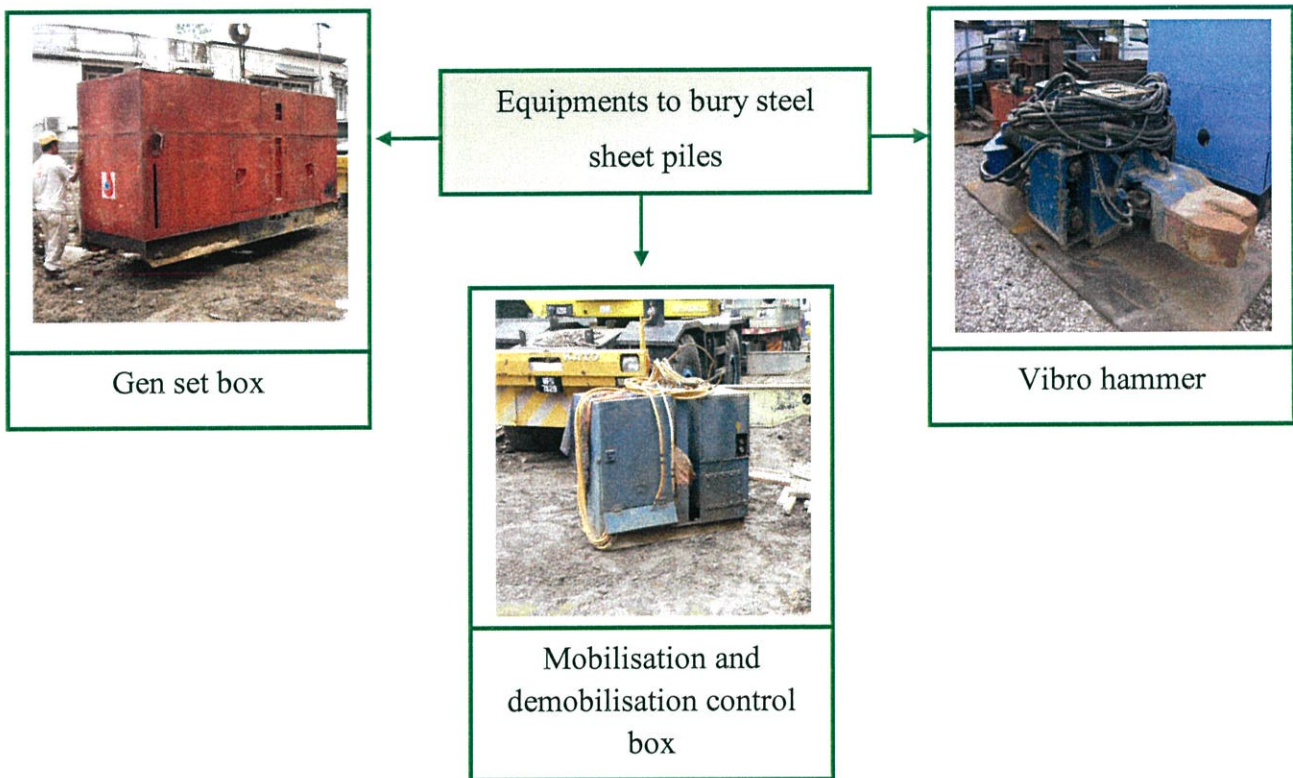 Equipments to bury steel
sheet piles
Gen set box
Vibro hammer
Mobilisation and
demobilisation control
box